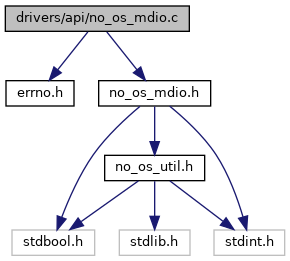 drivers/api/no_os_mdio.c
errno.h
no_os_mdio.h
no_os_util.h
stdbool.h
stdlib.h
stdint.h